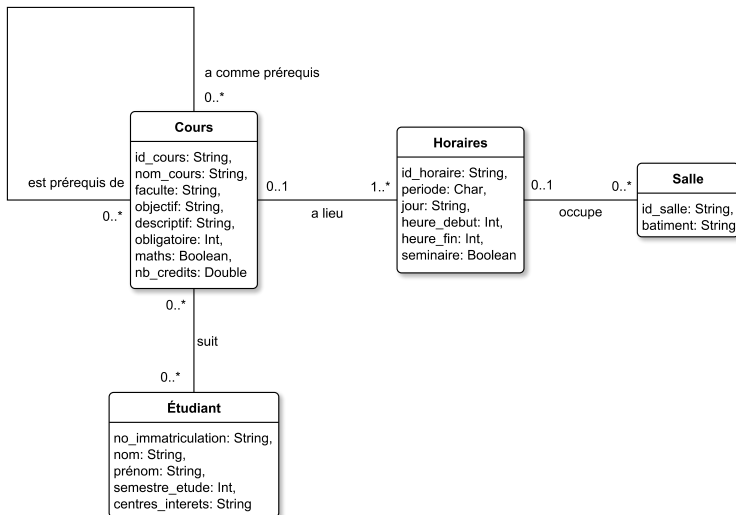 a comme prérequis
0..*
Cours
id_cours: String,
nom_cours: String,
faculte: String,
objectif: String,
descriptif: String,
obligatoire: Int,
maths: Boolean,
nb_credits: Double
est prérequis de
0..*
0..1
a lieu
1..*
Horaires
id_horaire: String,
periode: Char,
jour: String,
heure_debut: Int,
heure_fin: Int,
seminaire: Boolean
0..1
occupe
0..*
Salle
id_salle: String,
batiment: String
0..*
suit
0..*
Étudiant
no_immatriculation: String,
nom: String,
prénom: String,
semestre_etude: Int,
centres_interets: String